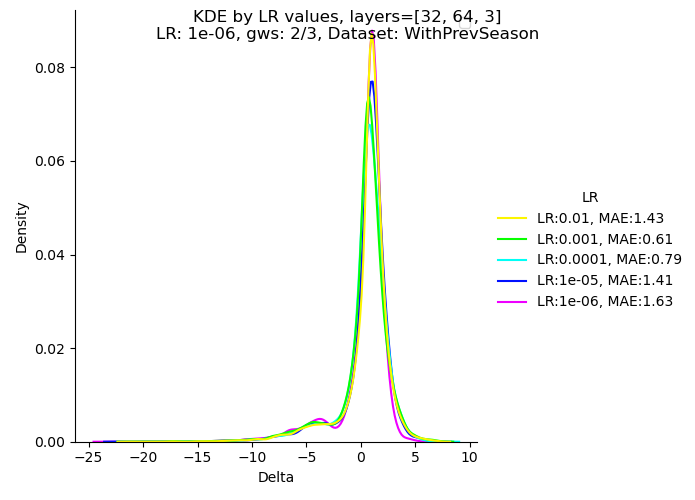 KDE by LR values, layers=[32, 64, 3]
LR: 1e-06, gws: 2/3, Dataset: WithPrevSeason
Density
0.08
0.06
0.04
0.02
0.00
−25
−20
−15
−10
−5
0
5
10
Delta
LR
LR:0.01, MAE:1.43
LR:0.001, MAE:0.61
LR:0.0001, MAE:0.79
LR:1e-05, MAE:1.41
LR:1e-06, MAE:1.63